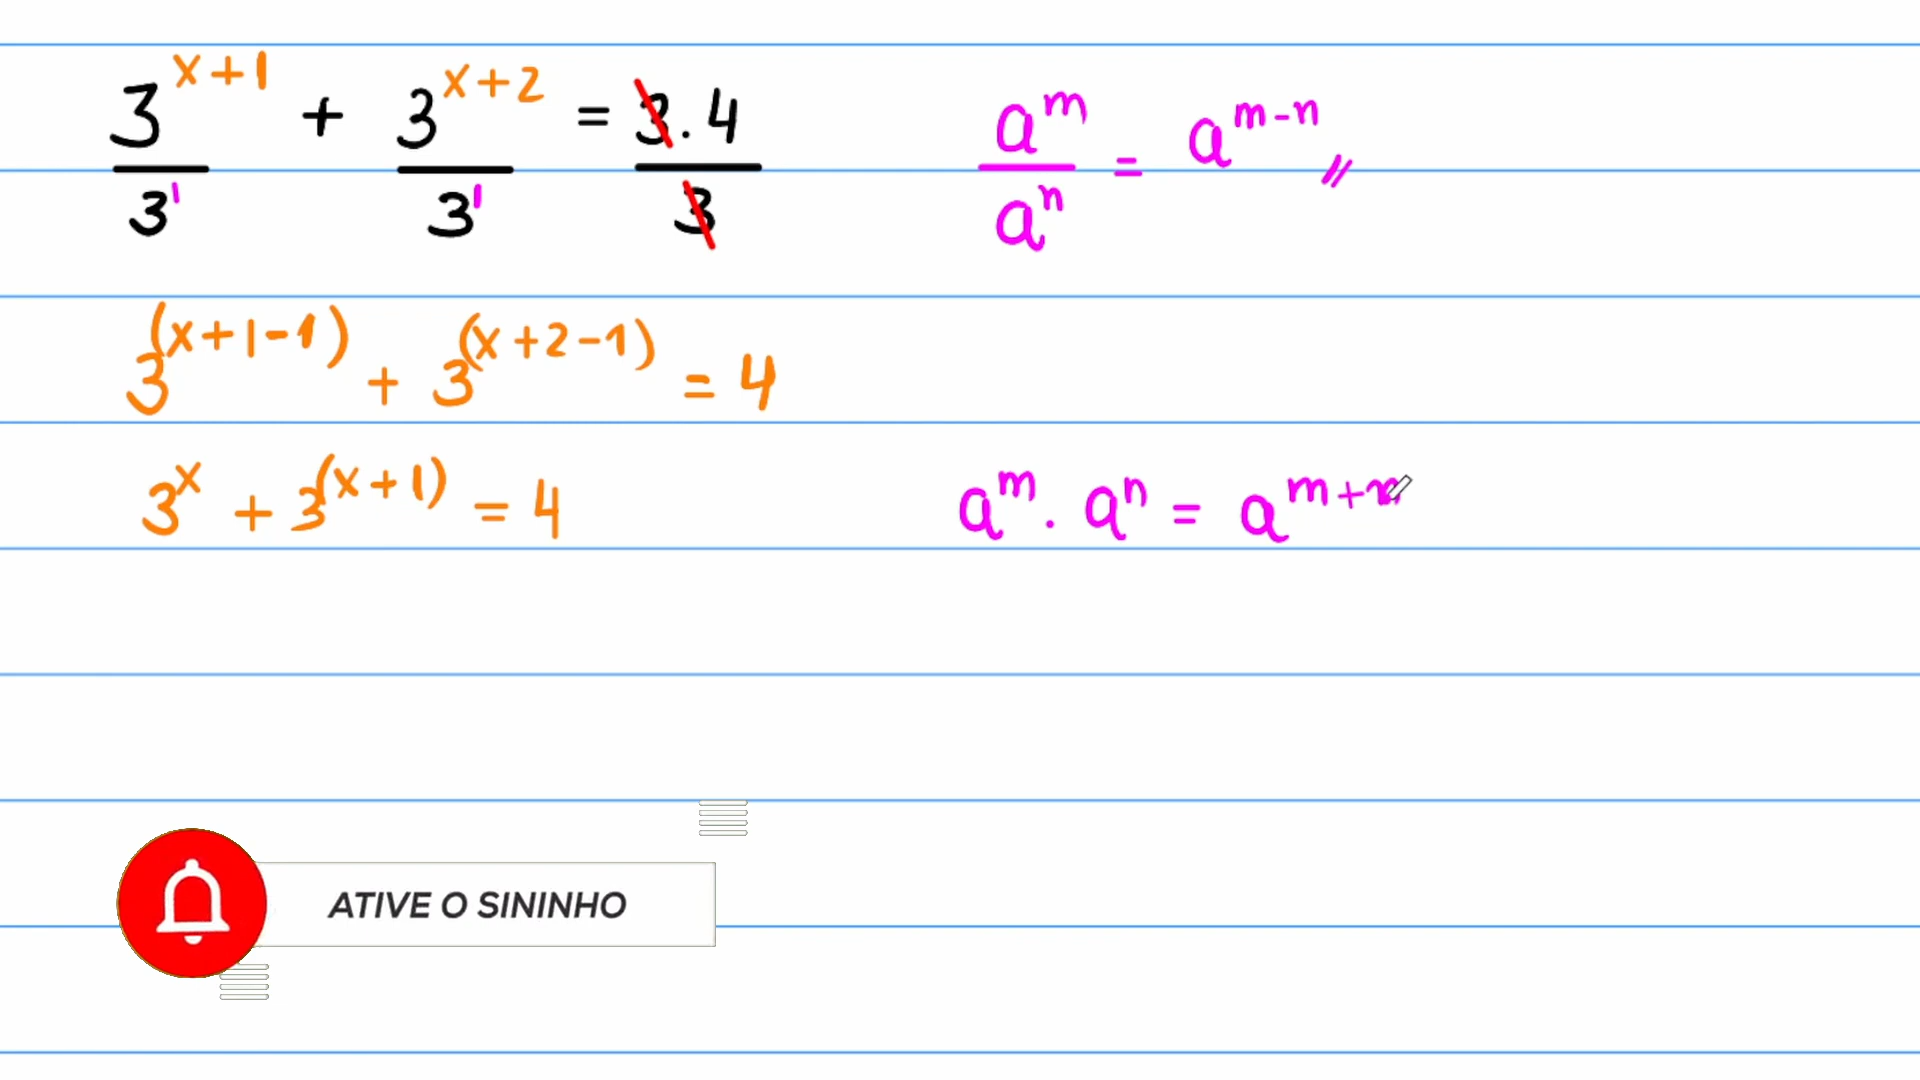 3^(x+1)/3^1 + 3^(x+2)/3^1 = 3.4/3
a^m/a^n = a^(m-n)//
3^(x+1-1) + 3^(x+2-1) = 4
3^x + 3^(x+1) = 4
a^m . a^n = a^(m+n)
ATIVE O SININHO